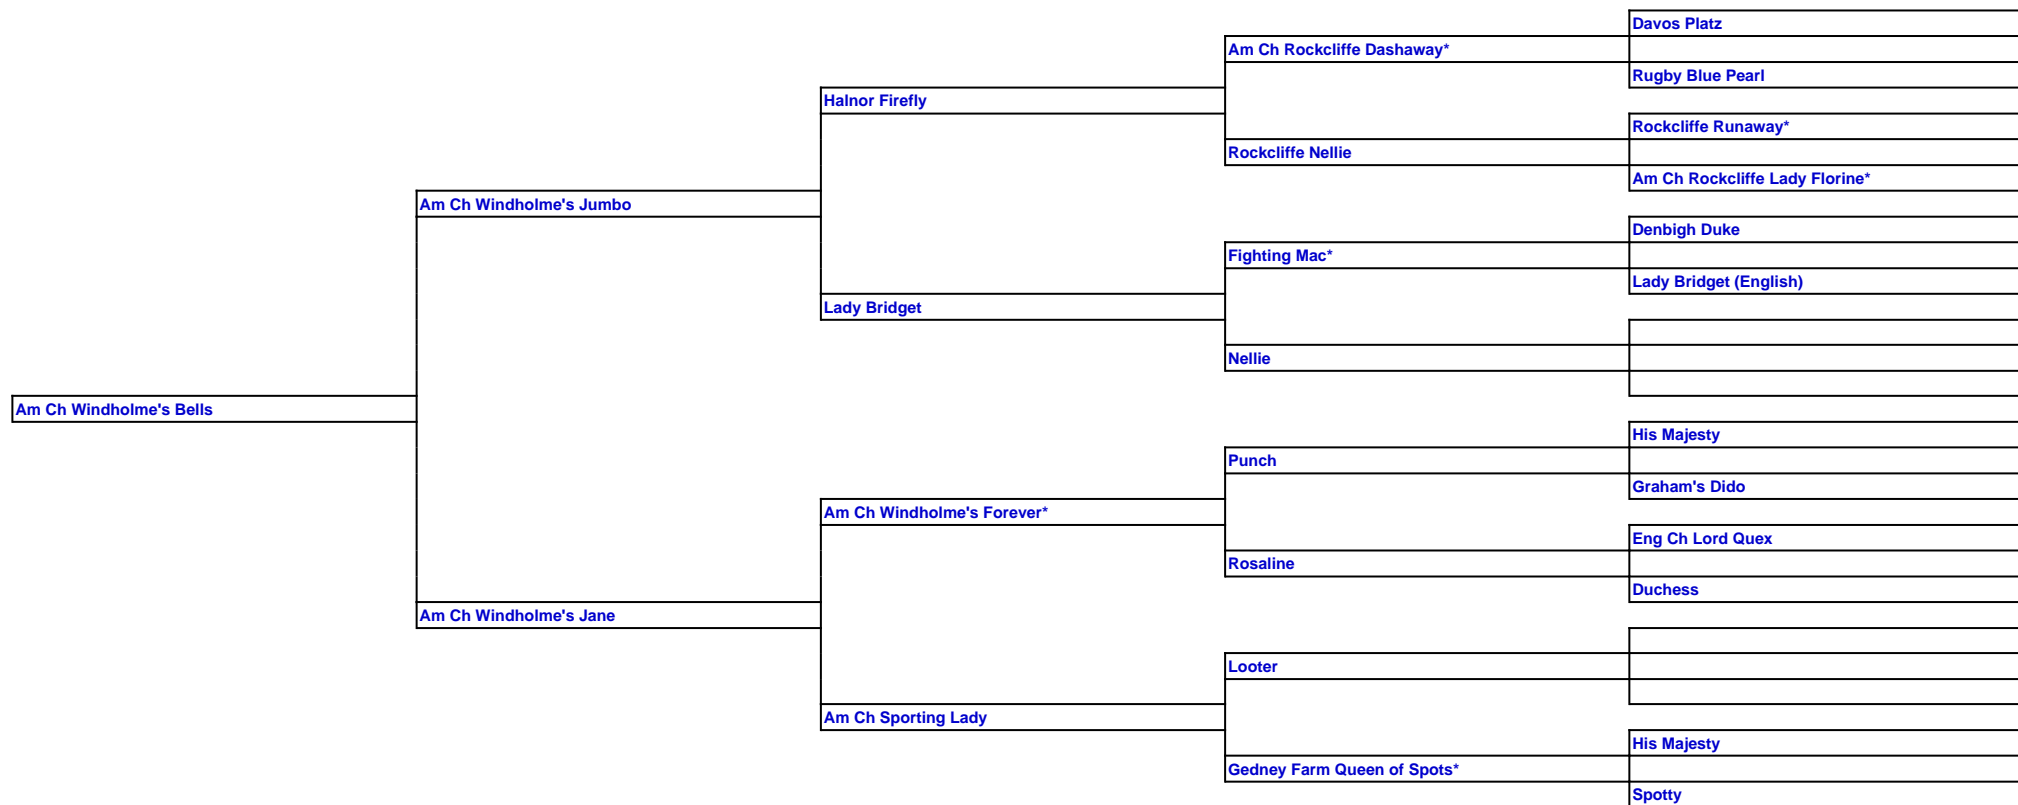 Davos Platz
Am Ch Rockcliffe Dashaway*
Rugby Blue Pearl
Halnor Firefly
Rockcliffe Runaway*
Rockcliffe Nellie
Am Ch Rockcliffe Lady Florine*
Am Ch Windholme's Jumbo
Denbigh Duke
Fighting Mac*
Lady Bridget (English)
Lady Bridget
Nellie
Am Ch Windholme's Bells
His Majesty
Punch
Graham's Dido
Am Ch Windholme's Forever*
Eng Ch Lord Quex
Rosaline
Duchess
Am Ch Windholme's Jane
Looter
Am Ch Sporting Lady
His Majesty
Gedney Farm Queen of Spots*
Spotty